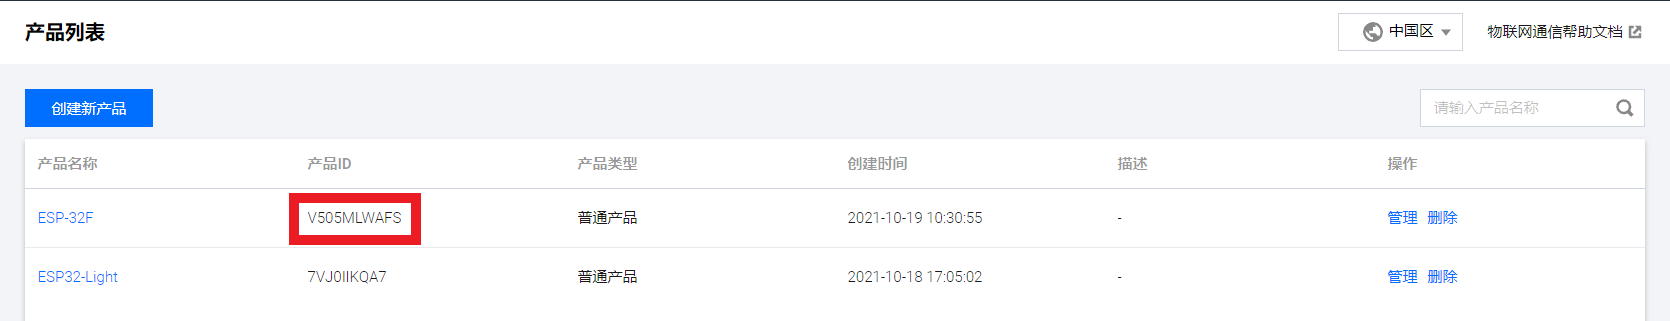 产品列表
中国区
物联网通信帮助文档
创建新产品
请输入产品名称
产品名称 产品ID 产品类型 创建时间 描述 操作
ESP-32F V505MLWAFS 普通产品 2021-10-19 10:30:55 - 管理 删除
ESP32-Light 7VJ0IIKQA7 普通产品 2021-10-18 17:05:02 - 管理 删除